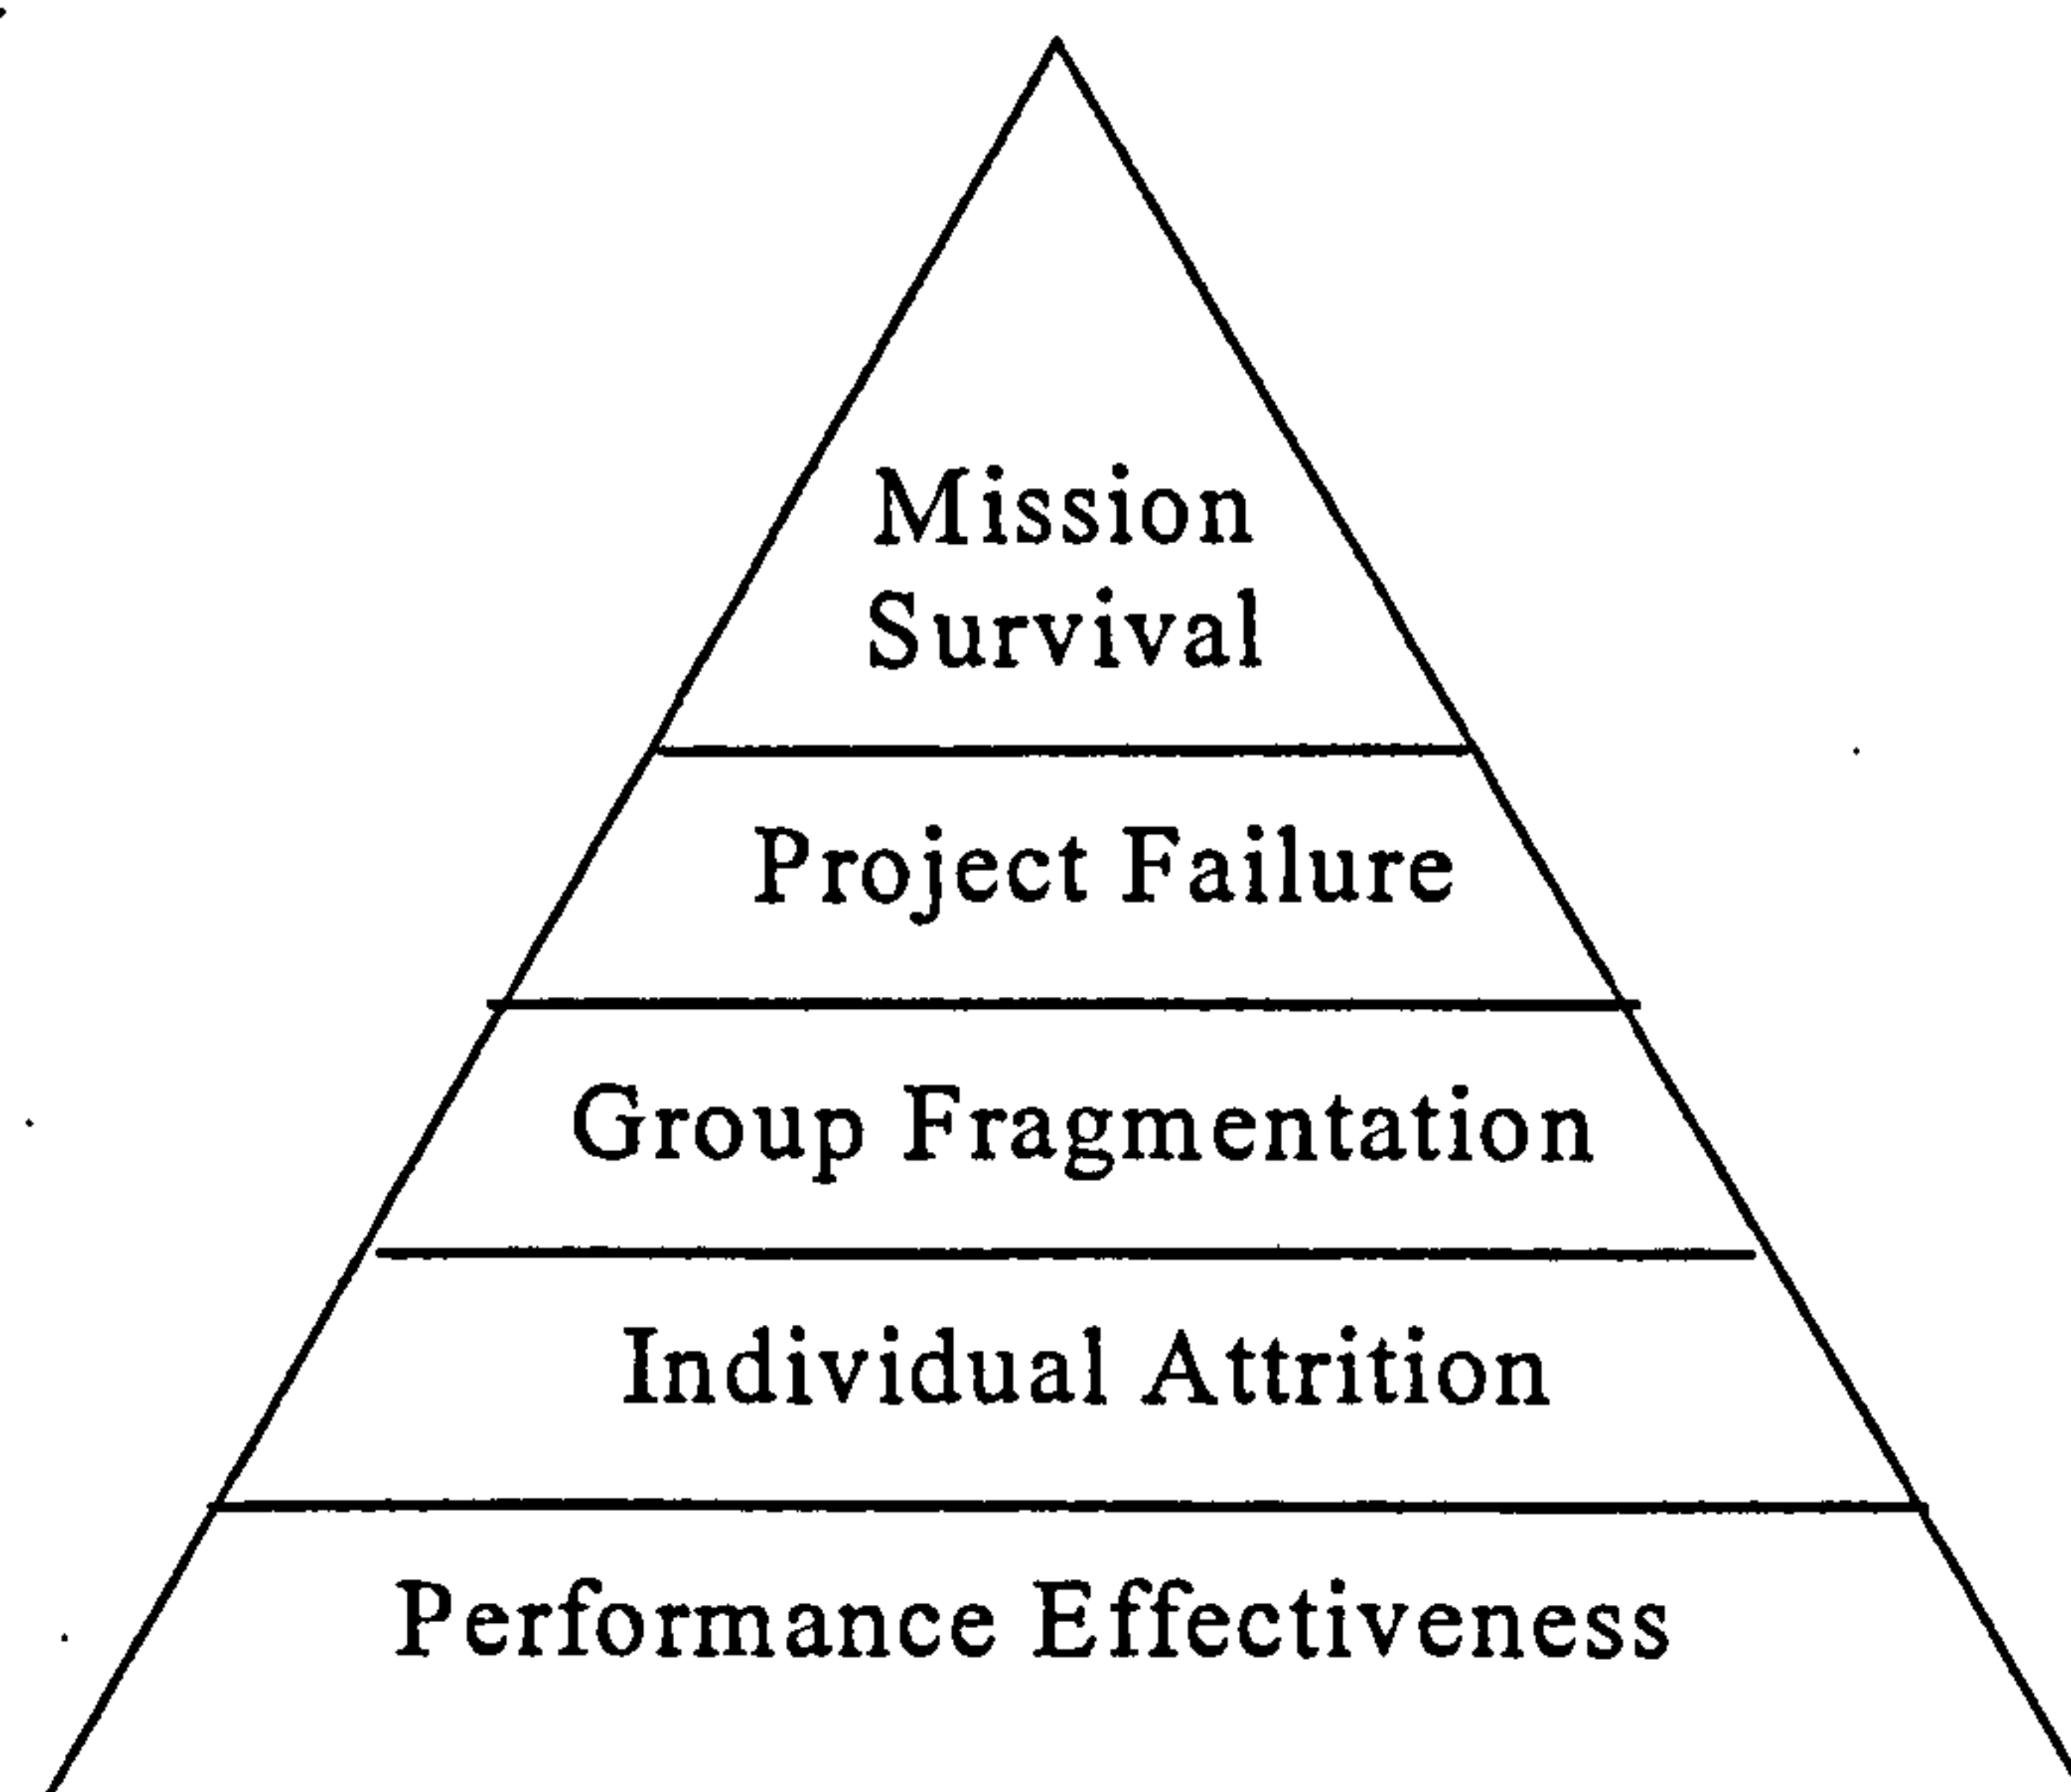 Mission
Survival
Project Failure
Group Fragmentation
Individual Attrition
Performance Effectiveness